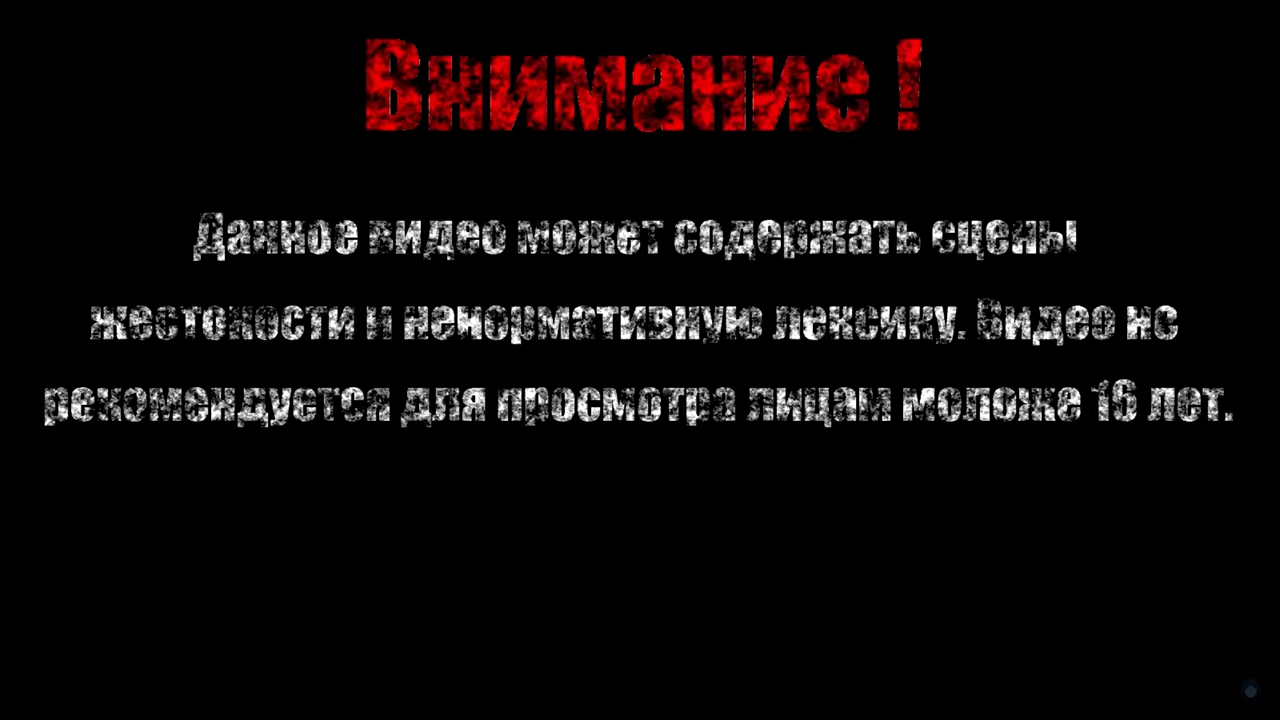 Внимание !
Данное видео может содержать сцены
жестокости и ненормативную лексику. Видео не
рекомендуется для просмотра лицам моложе 16 лет.